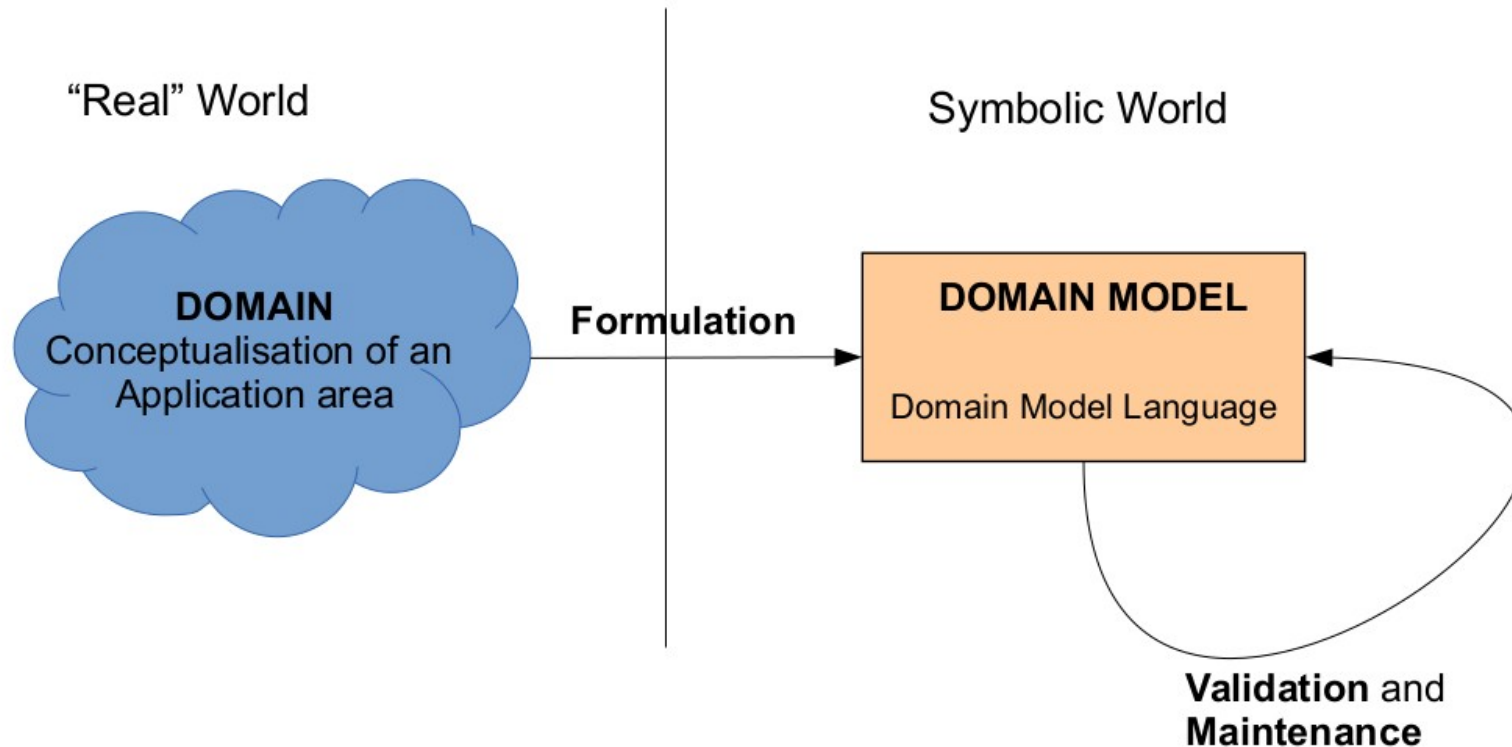 “Real” World
Symbolic World
DOMAIN
Conceptualisation of an
Application area
Formulation
DOMAIN MODEL
Domain Model Language
Validation and
Maintenance